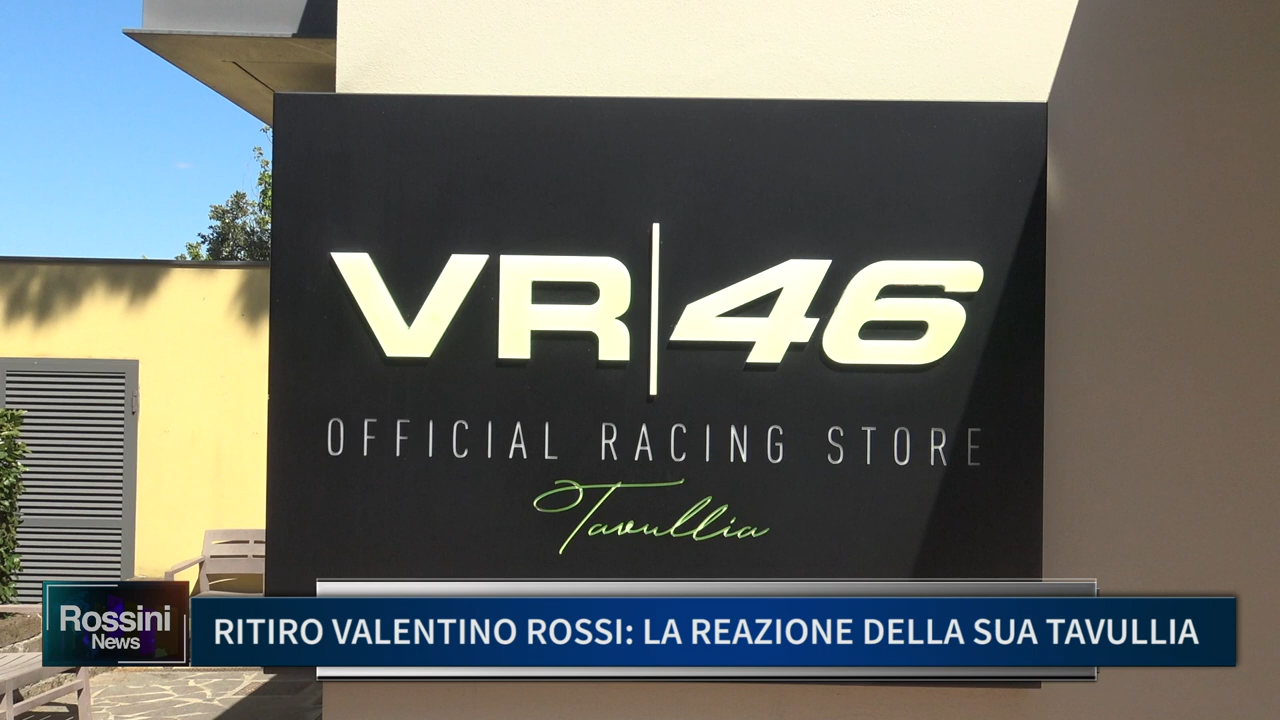 VR|46
OFFICIAL RACING STORE
Tavullia
Rossini
News
RITIRO VALENTINO ROSSI: LA REAZIONE DELLA SUA TAVULLIA